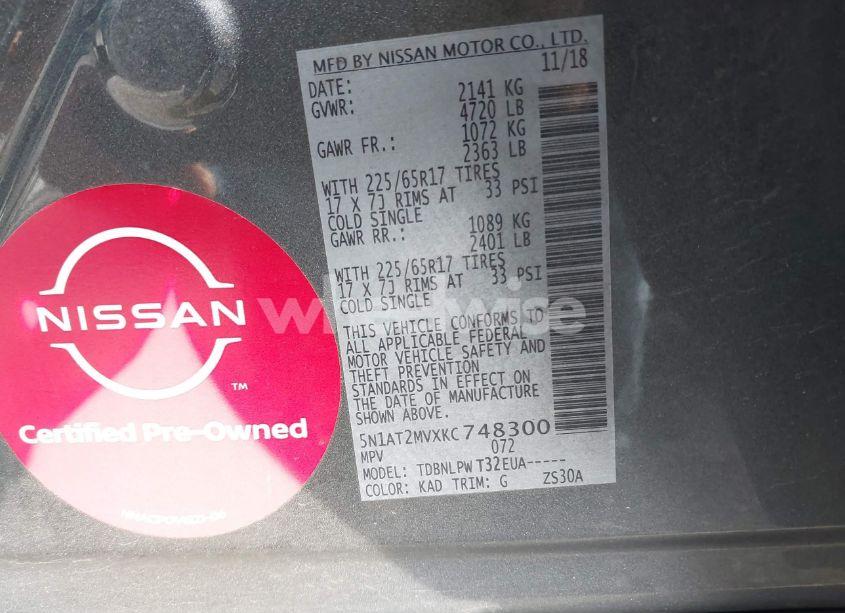 MFD BY NISSAN MOTOR CO., LTD.
DATE: 11/18
GVWR: 2141 KG
4720 LB
GAWR FR.: 1072 KG
2363 LB
WITH 225/65R17 TIRES
17 X 7J RIMS AT 33 PSI
COLD SINGLE
GAWR RR.: 1089 KG
2401 LB
WITH 225/65R17 TIRES
17 X 7J RIMS AT 33 PSI
COLD SINGLE
THIS VEHICLE CONFORMS TO
ALL APPLICABLE FEDERAL
MOTOR VEHICLE SAFETY AND
THEFT PREVENTION
STANDARDS IN EFFECT ON
THE DATE OF MANUFACTURE
SHOWN ABOVE.
5N1AT2MVXKC748300
MPV 072
MODEL: TDBNLPW T32EUA-----
COLOR: KAD TRIM: G ZS30A
NISSAN
TM
Certified Pre-Owned